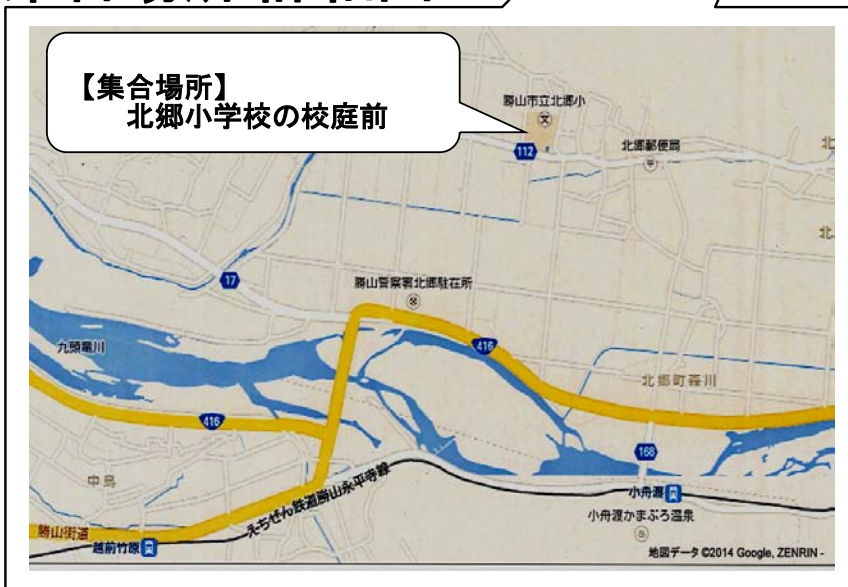 【集合場所】
北郷小学校の校庭前
勝山市立北郷小
112
北郷郵便局
北
北
17
勝山警察署北郷駐在所
九頭竜川
416
北郷町森川
416
168
中島
えちぜん鉄道勝山永平寺線
小舟渡
小舟渡かまぶろ温泉
勝山街道
越前竹原
地図データ ©2014 Google, ZENRIN -